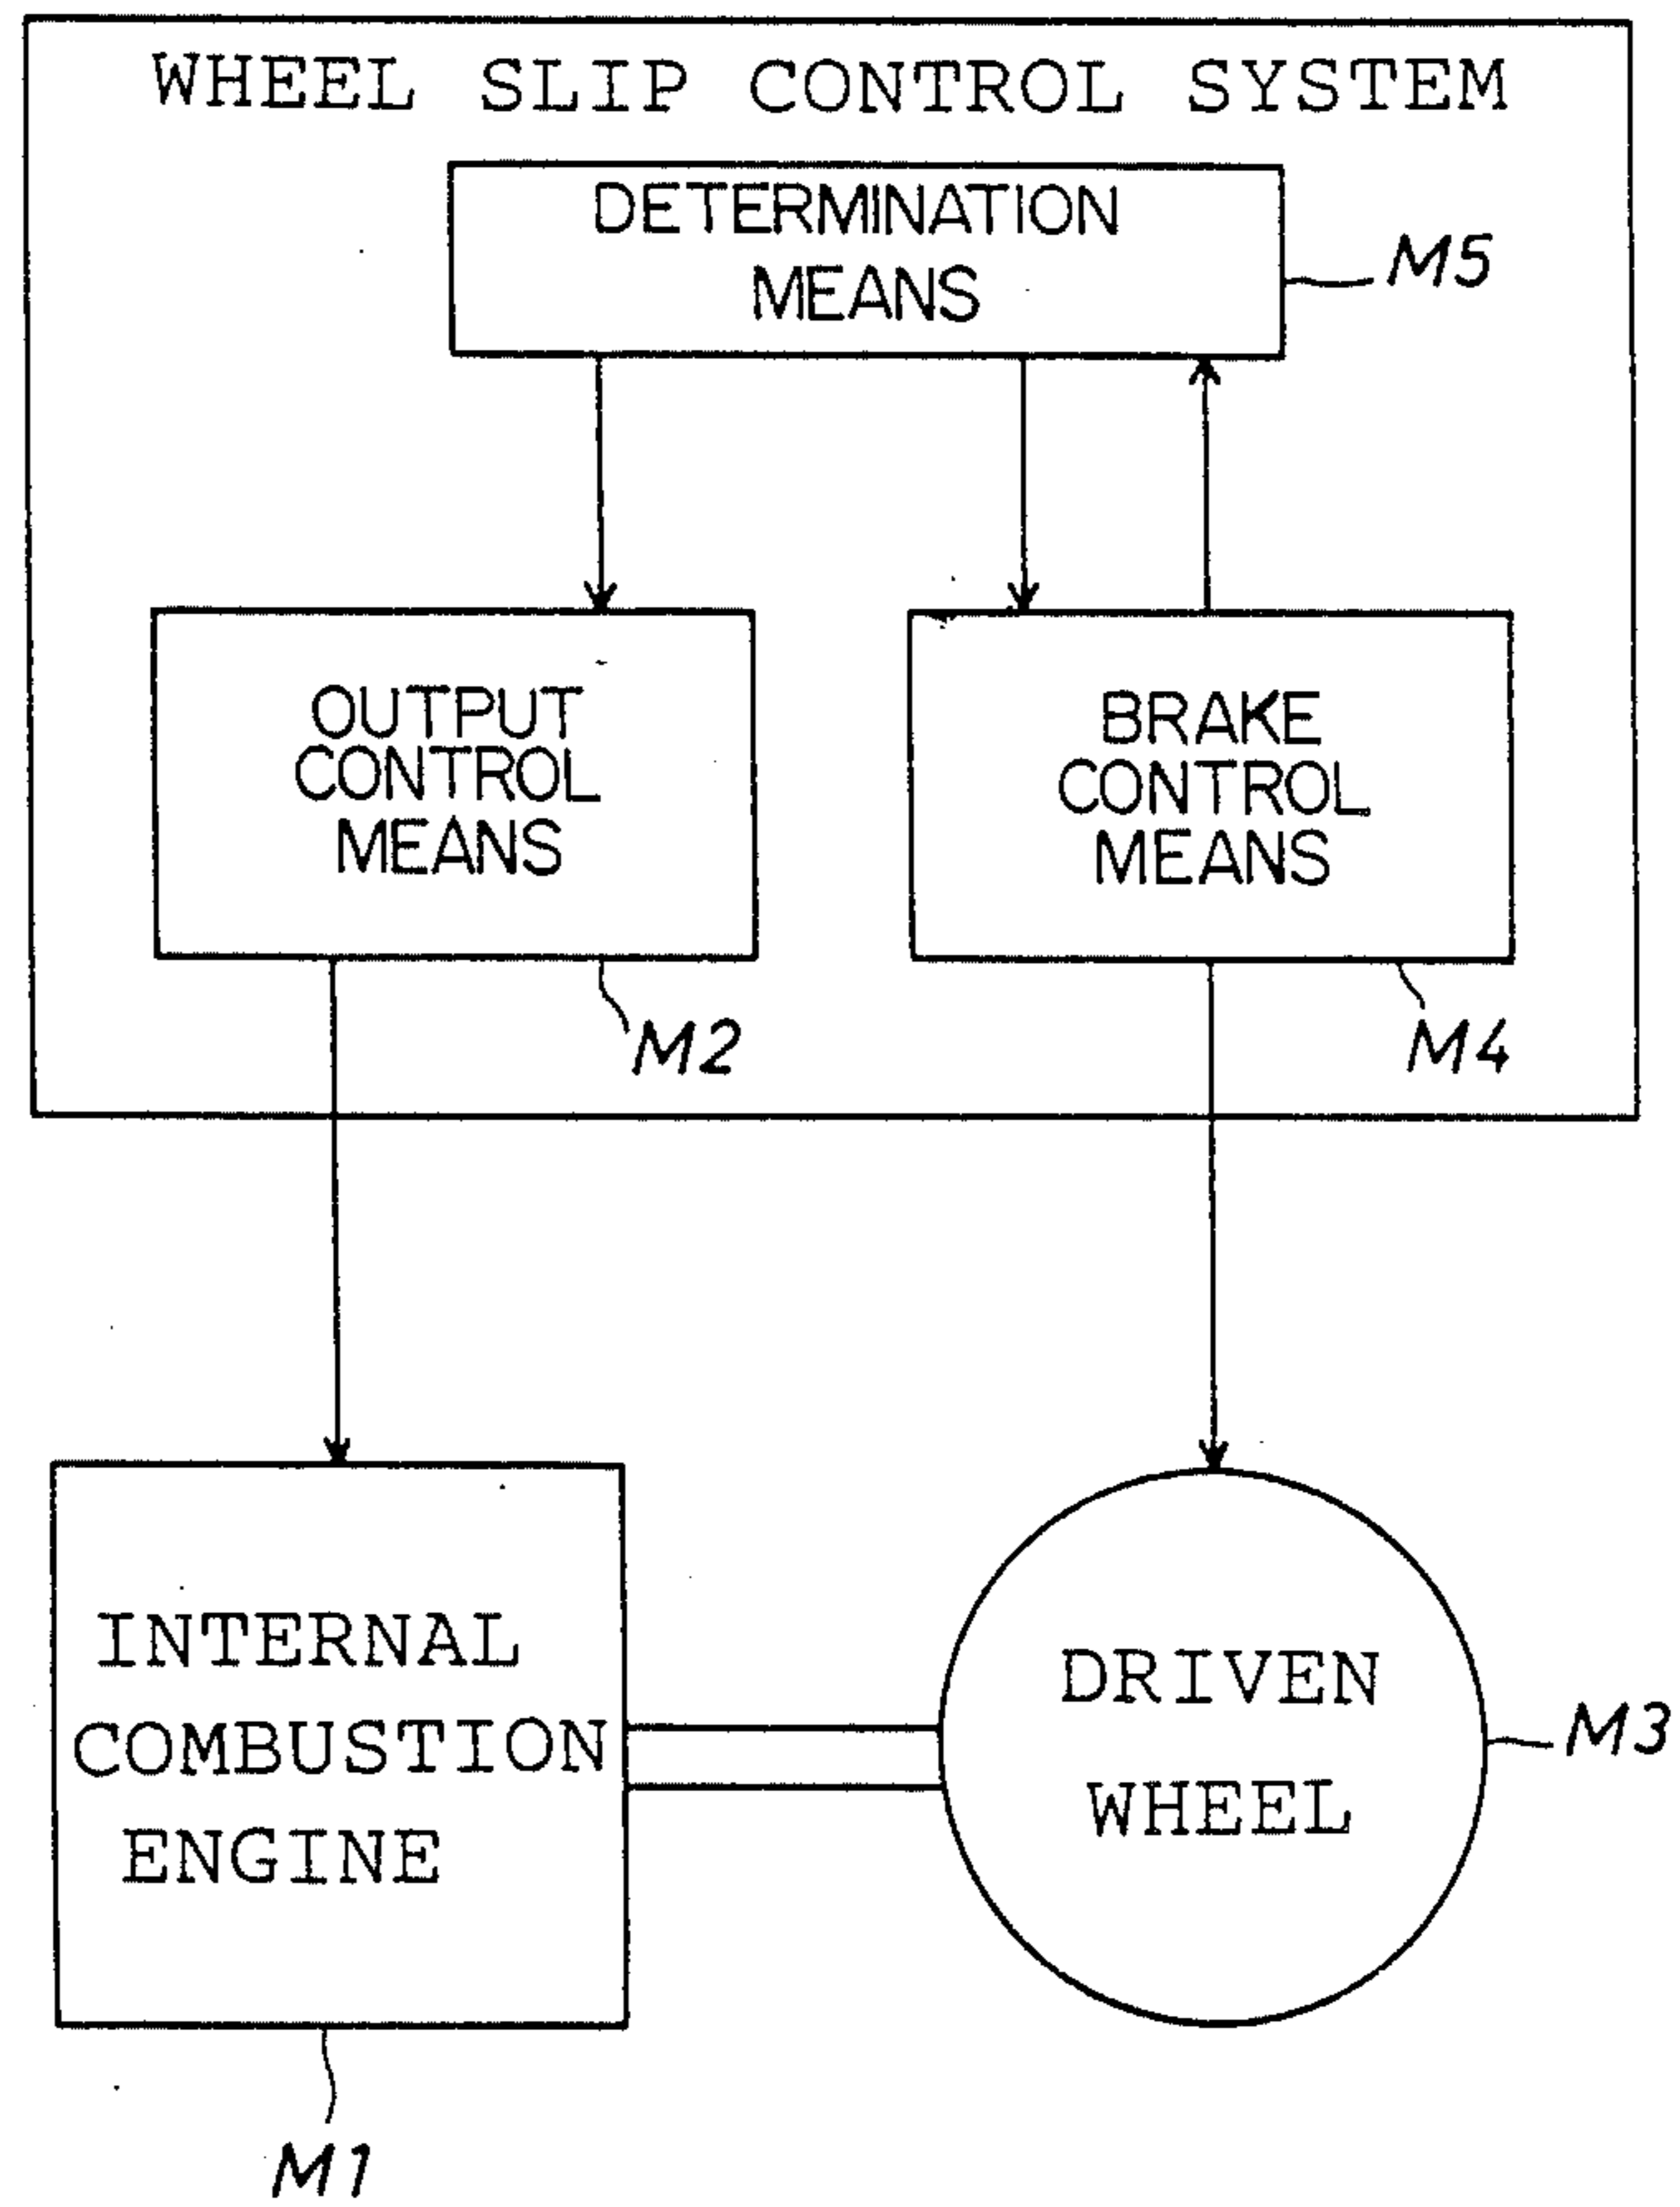 WHEEL SLIP CONTROL SYSTEM
DETERMINATION
MEANS
M5
OUTPUT
CONTROL
MEANS
M2
BRAKE
CONTROL
MEANS
M4
INTERNAL
COMBUSTION
ENGINE
M1
DRIVEN
WHEEL
M3